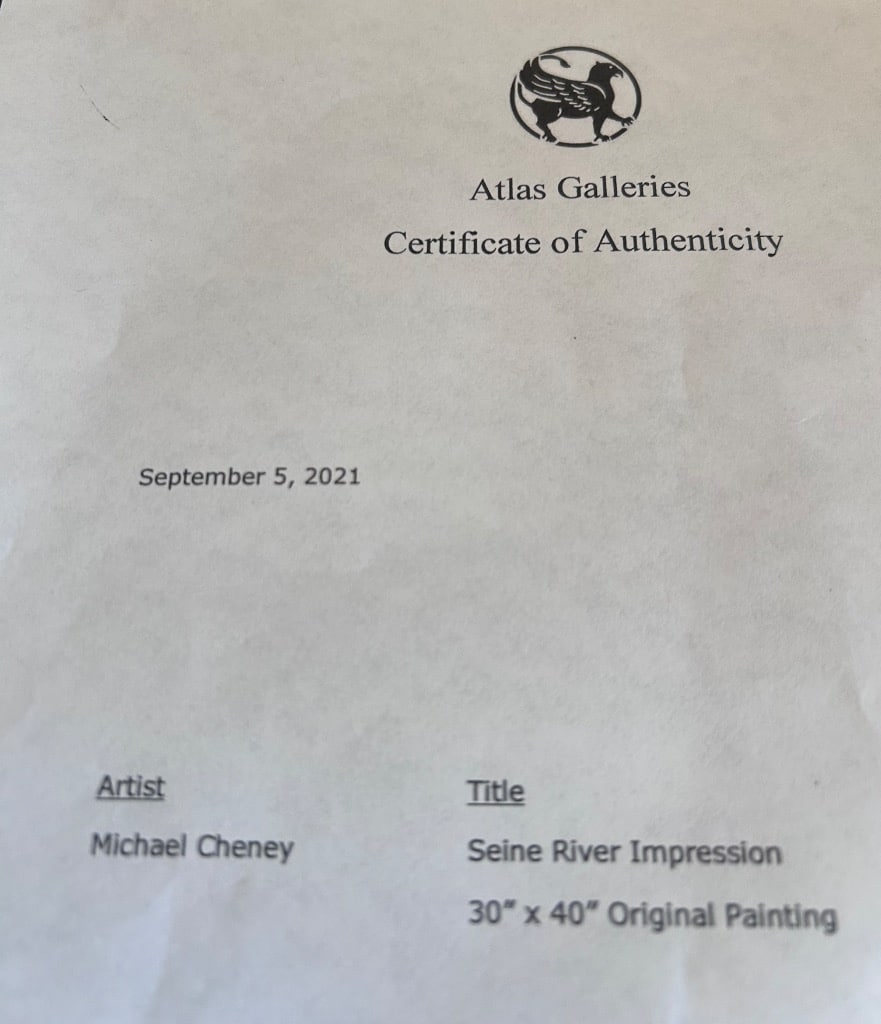 Atlas Galleries
Certificate of Authenticity
September 5, 2021
Artist
Title
Michael Cheney
Seine River Impression
30" x 40" Original Painting